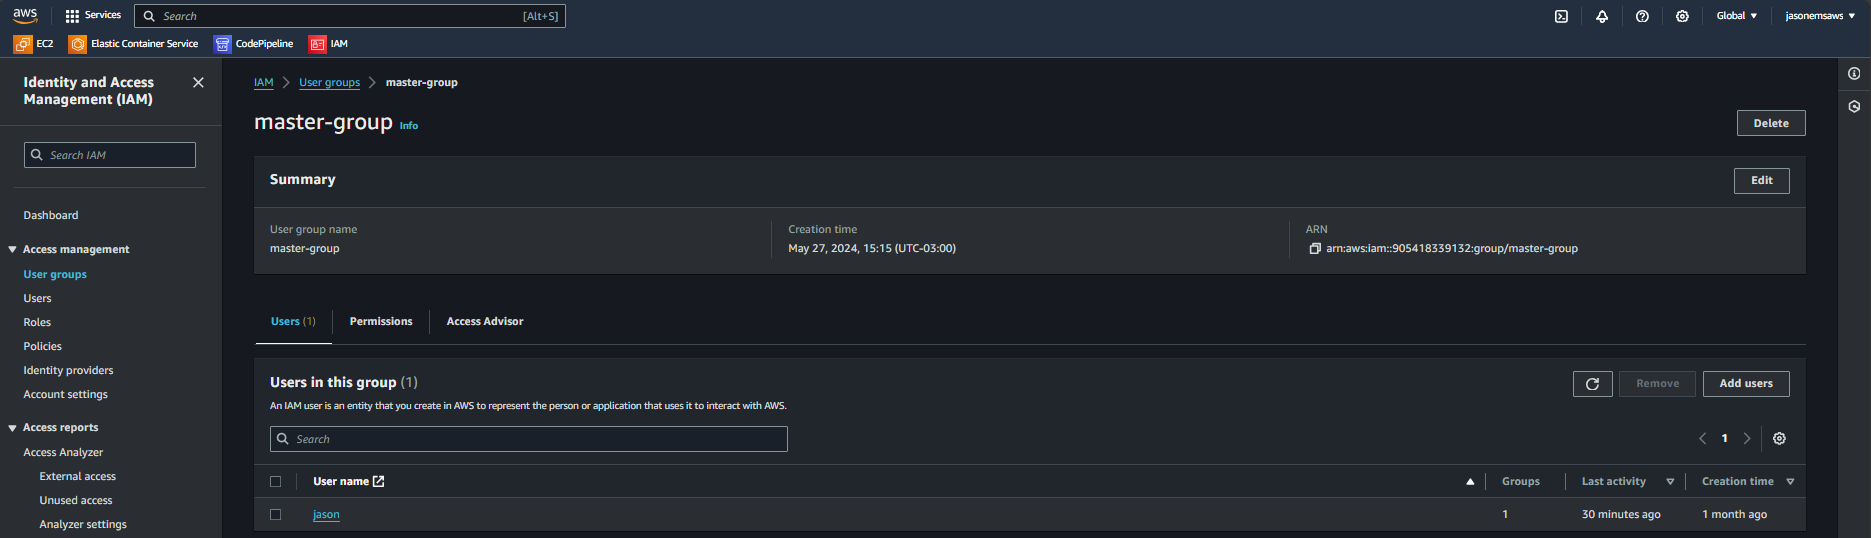 aws Services Search [Alt+S] Global jasonemsaws
EC2 Elastic Container Service CodePipeline IAM
Identity and Access
Management (IAM)
Search IAM
Dashboard
Access management
User groups
Users
Roles
Policies
Identity providers
Account settings
Access reports
Access Analyzer
External access
Unused access
Analyzer settings
IAM User groups master-group
master-group Info
Delete
Summary
Edit
User group name
master-group
Creation time
May 27, 2024, 15:15 (UTC-03:00)
ARN
arn:aws:iam::905418339132:group/master-group
Users (1) Permissions Access Advisor
Users in this group (1)
Remove Add users
An IAM user is an entity that you create in AWS to represent the person or application that uses it to interact with AWS.
Search
1
User name Groups Last activity Creation time
jason 1 30 minutes ago 1 month ago